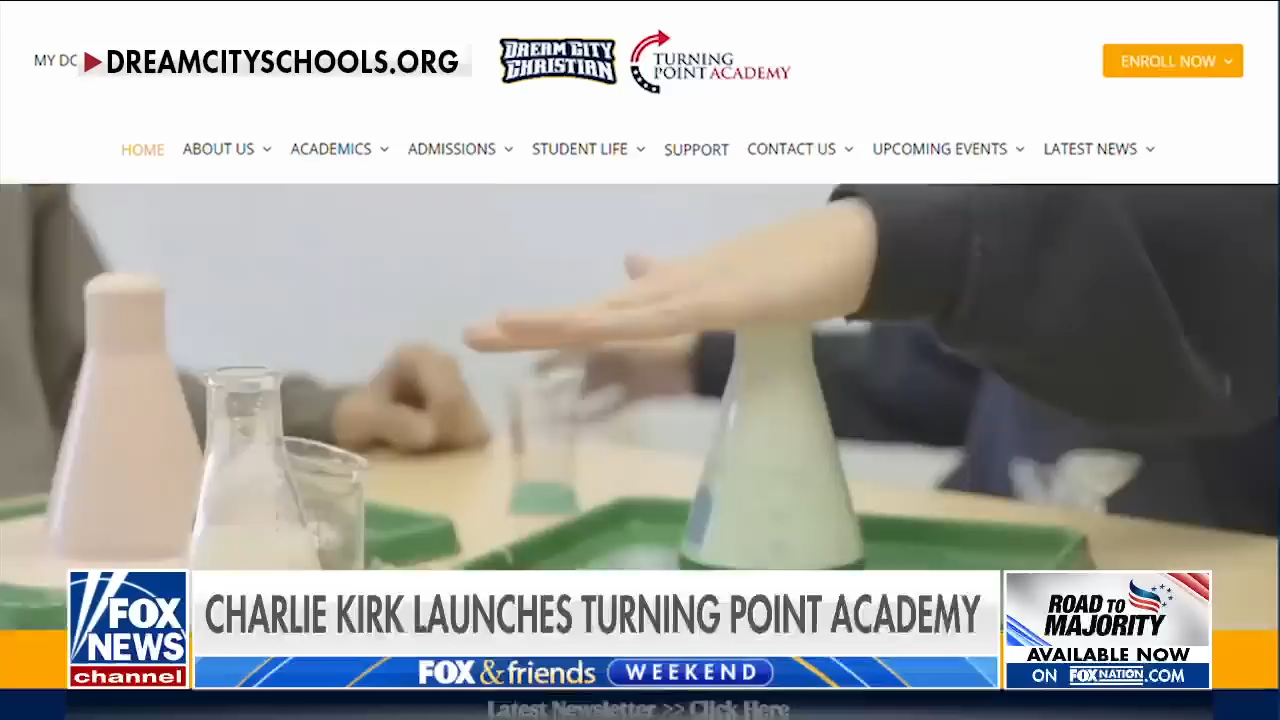 MY DC
DREAMCITYSCHOOLS.ORG
DREAM CITY
CHRISTIAN
TURNING
POINT ACADEMY
ENROLL NOW
HOME ABOUT US ACADEMICS ADMISSIONS STUDENT LIFE SUPPORT CONTACT US UPCOMING EVENTS LATEST NEWS
FOX
NEWS
channel
CHARLIE KIRK LAUNCHES TURNING POINT ACADEMY
FOX & friends WEEKEND
ROAD TO
MAJORITY
AVAILABLE NOW
ON FOX NATION.COM
Latest Newsletter >> Click Here